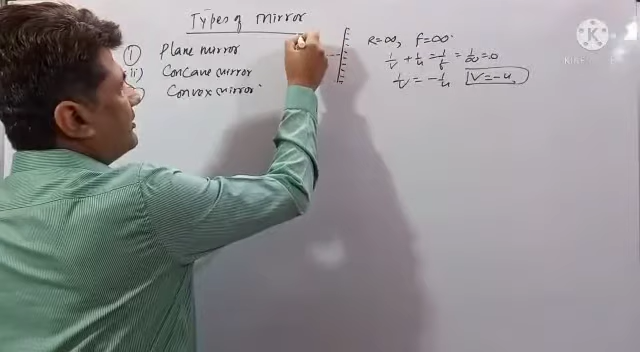 Types of mirror
(i) Plane mirror
ii) Concave mirror
Convex mirror
R=∞, f=∞
1/v + 1/u = 1/f = 1/∞ = 0
1/v = -1/u V=-u
K